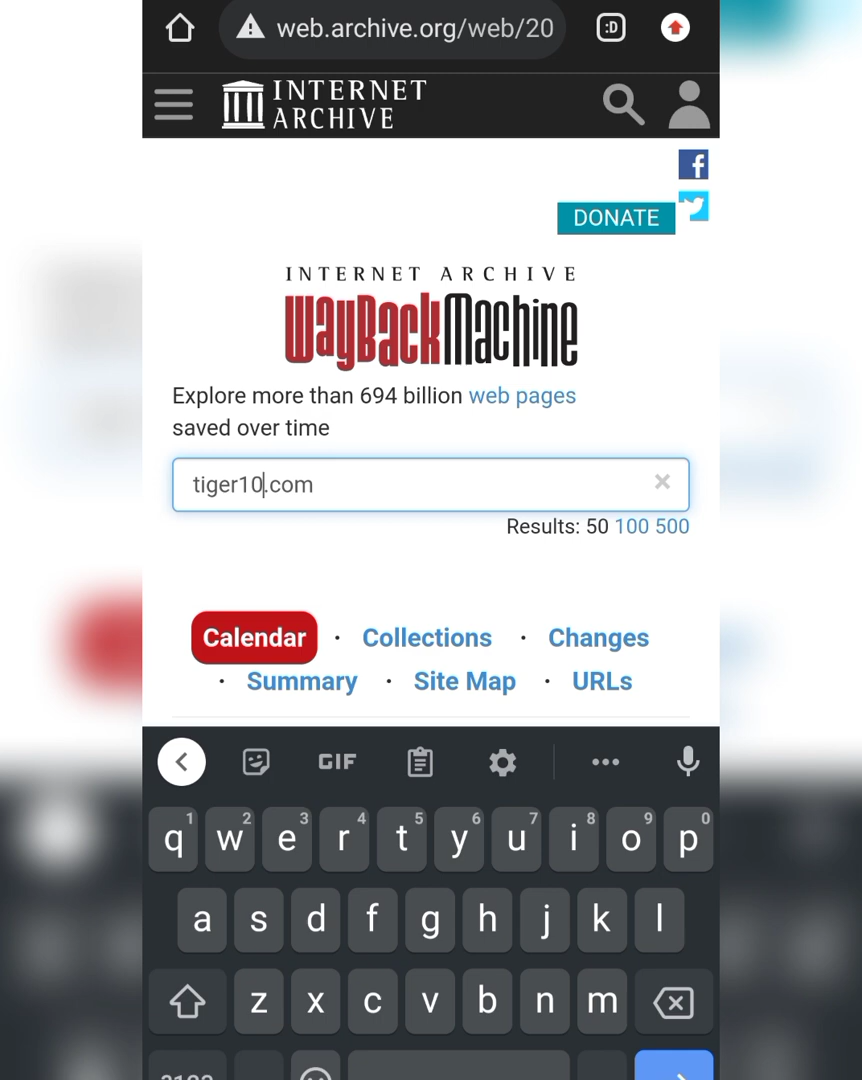 web.archive.org/web/20
:D
INTERNET
ARCHIVE
f
DONATE
INTERNET ARCHIVE
WayBackMachine
Explore more than 694 billion web pages
saved over time
tiger10.com
Results: 50 100 500
Calendar · Collections · Changes
· Summary · Site Map · URLs
GIF
1 2 3 4 5 6 7 8 9 0
q w e r t y u i o p
a s d f g h j k l
z x c v b n m